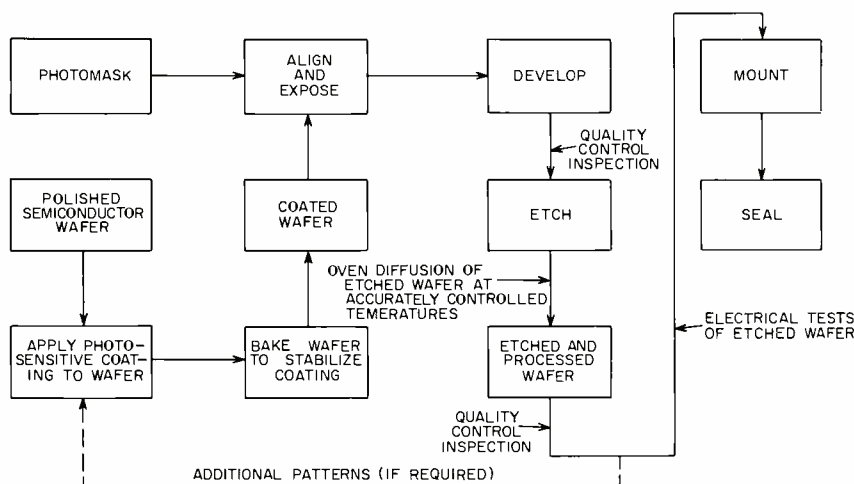 PHOTOMASK
ALIGN
AND
EXPOSE
DEVELOP
MOUNT
QUALITY
CONTROL
INSPECTION
POLISHED
SEMICONDUCTOR
WAFER
COATED
WAFER
ETCH
SEAL
OVEN DIFFUSION OF
ETCHED WAFER AT
ACCURATELY CONTROLLED
TEMERATURES
ELECTRICAL TESTS
OF ETCHED WAFER
APPLY PHOTO-
SENSITIVE COAT-
ING TO WAFER
BAKE WAFER
TO STABILIZE
COATING
ETCHED AND
PROCESSED
WAFER
QUALITY
CONTROL
INSPECTION
ADDITIONAL PATTERNS (IF REQUIRED)